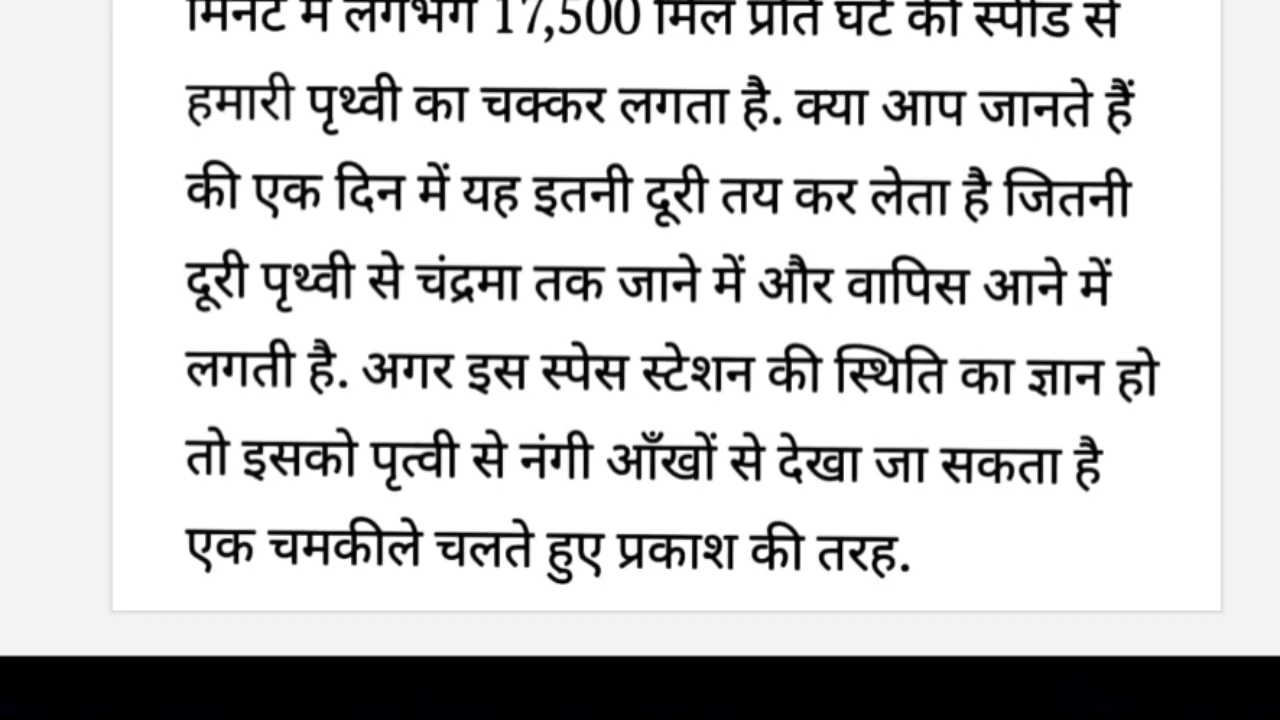 मिनट में लगभग 17,500 मिल प्रति घंटे की स्पीड से
हमारी पृथ्वी का चक्कर लगता है. क्या आप जानते हैं
की एक दिन में यह इतनी दूरी तय कर लेता है जितनी
दूरी पृथ्वी से चंद्रमा तक जाने में और वापिस आने में
लगती है. अगर इस स्पेस स्टेशन की स्थिति का ज्ञान हो
तो इसको पृत्वी से नंगी आँखों से देखा जा सकता है
एक चमकीले चलते हुए प्रकाश की तरह.